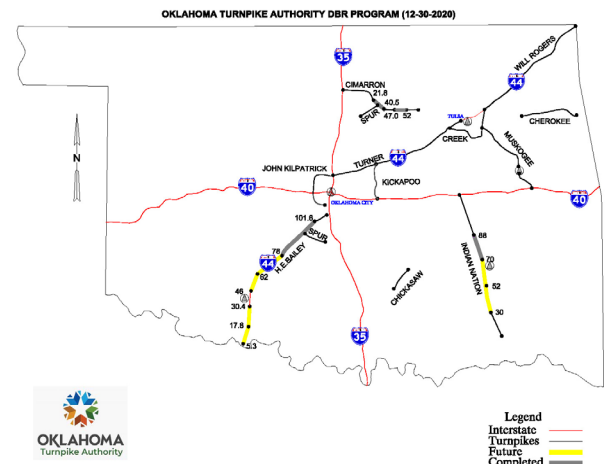 OKLAHOMA TURNPIKE AUTHORITY DBR PROGRAM (12-30-2020)
35
WILL ROGERS
44
CIMARRON
21.8
40.5
SPUR
47.0
52
TULSA
CHEROKEE
CREEK
MUSKOGEE
N
JOHN KILPATRICK
TURNER
44
KICKAPOO
40
OKLAHOMA CITY
40
101.6
SPUR
88
78
H.E.BAILEY
44
62
INDIAN NATION
70
52
46
CHICKASAW
30.4
30
17.8
5.3
35
OKLAHOMA
Turnpike Authority
Legend
Interstate
Turnpikes
Future
Completed